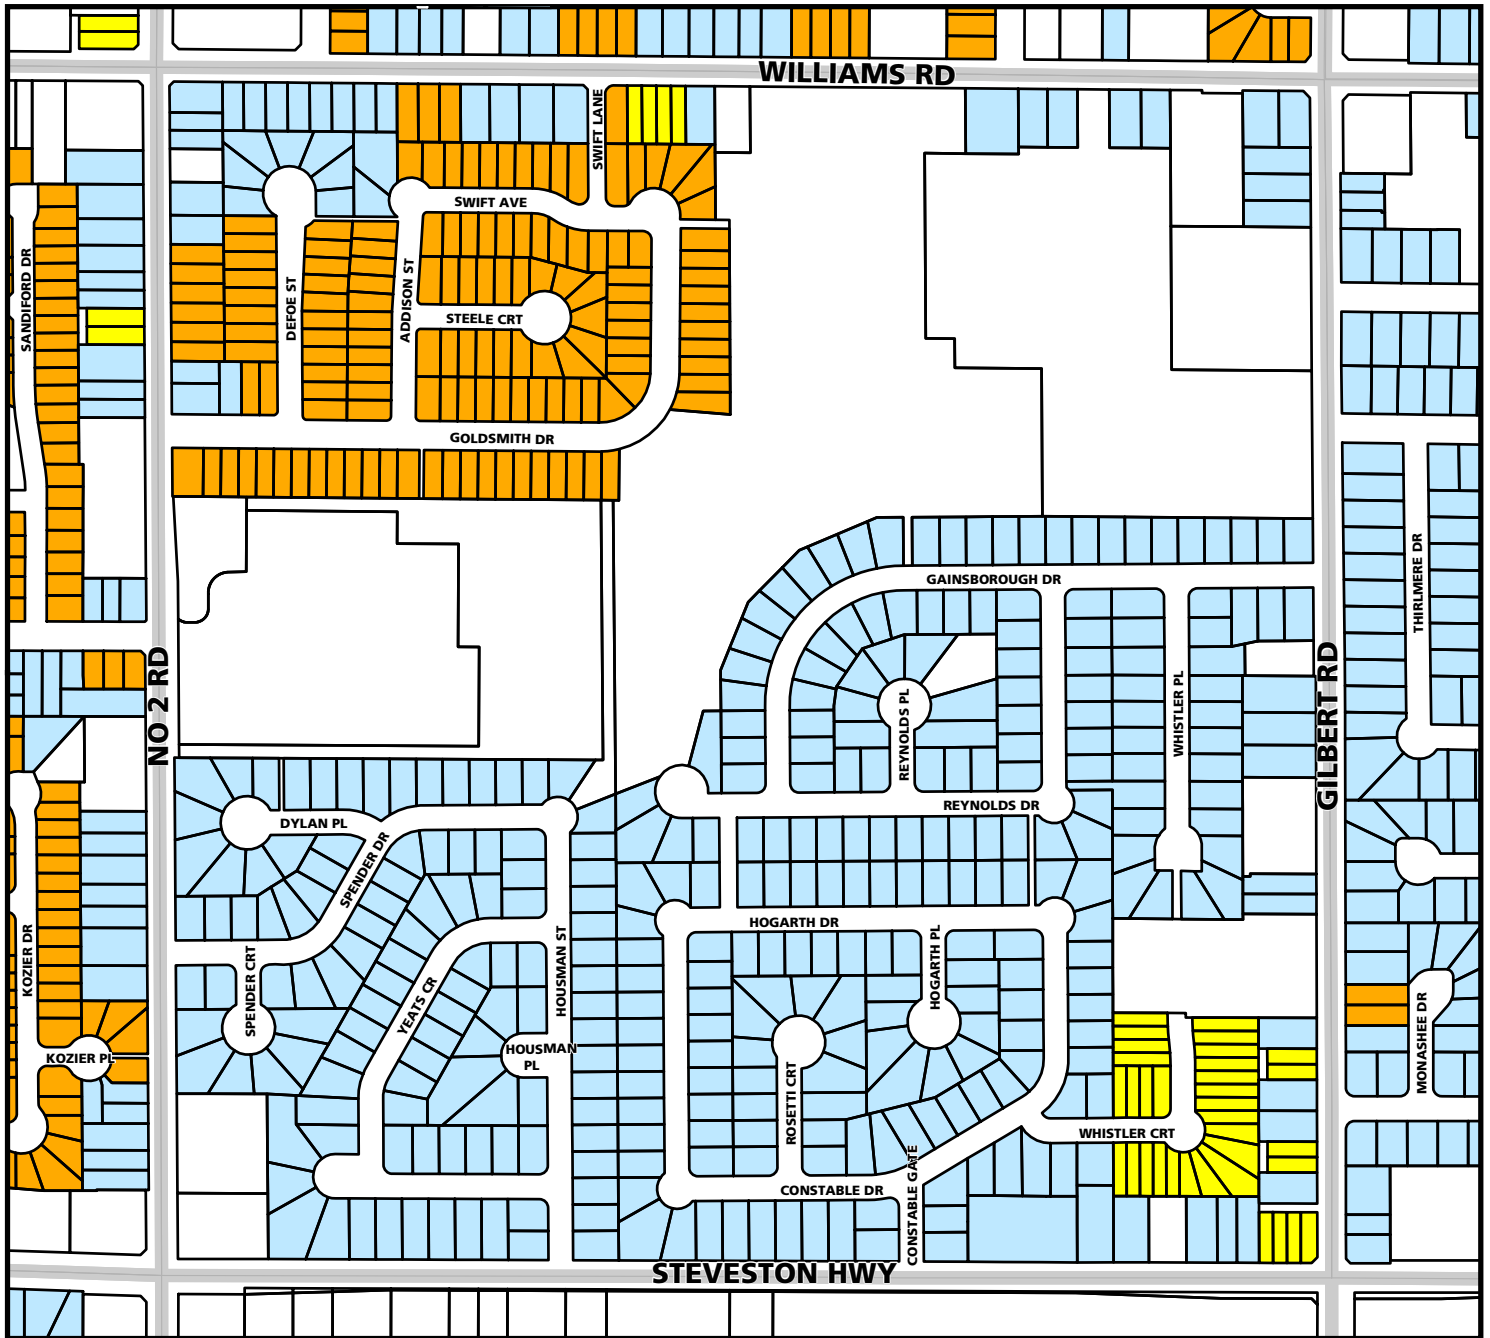 WILLIAMS RD
SWIFT LANE
SWIFT AVE
SANDIFORD DR
DEFOE ST
ADDISON ST
STEELE CRT
GOLDSMITH DR
THIRLMERE DR
GAINSBOROUGH DR
NO 2 RD
GILBERT RD
WHISTLER PL
REYNOLDS PL
REYNOLDS DR
DYLAN PL
SPENDER DR
HOGARTH DR
KOZIER DR
SPENDER CRT
YEATS CR
HOUSMAN ST
HOGARTH PL
MONASHEE DR
KOZIER PL
HOUSMAN
PL
ROSETTI CRT
WHISTLER CRT
CONSTABLE DR
CONSTABLE GATE
STEVESTON HWY